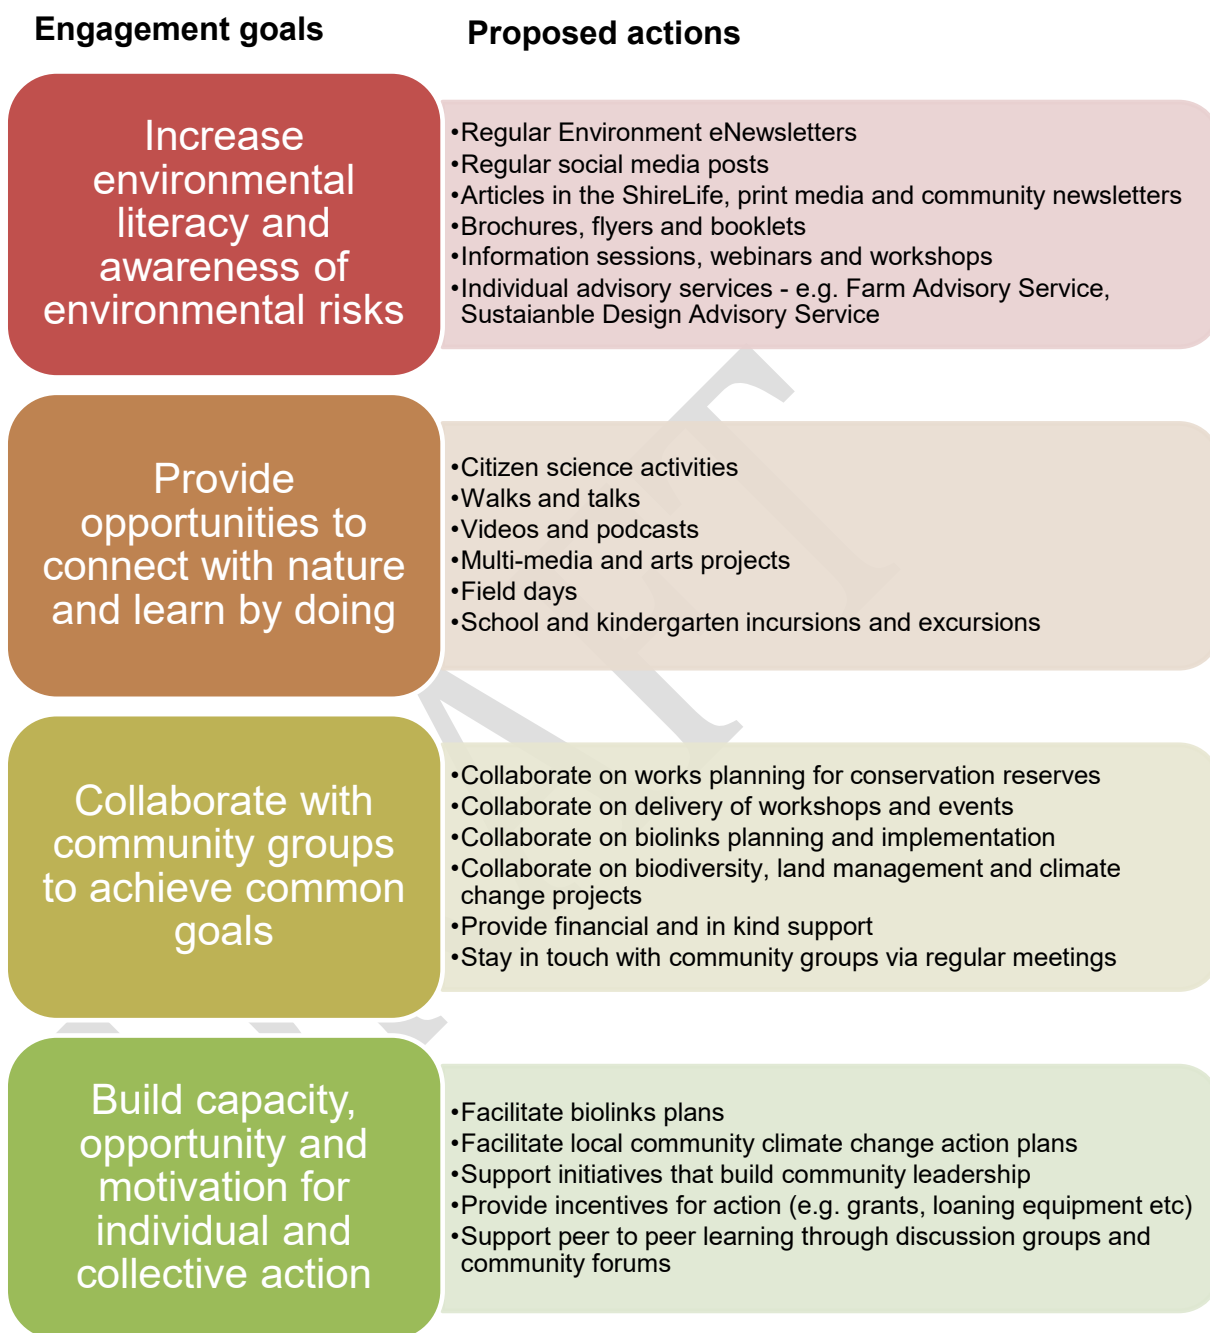 Engagement goals
Proposed actions
Increase
environmental
literacy and
awareness of
environmental risks
•Regular Environment eNewsletters
•Regular social media posts
•Articles in the ShireLife, print media and community newsletters
•Brochures, flyers and booklets
•Information sessions, webinars and workshops
•Individual advisory services - e.g. Farm Advisory Service,
Sustaianble Design Advisory Service
Provide
opportunities to
connect with nature
and learn by doing
•Citizen science activities
•Walks and talks
•Videos and podcasts
•Multi-media and arts projects
•Field days
•School and kindergarten incursions and excursions
Collaborate with
community groups
to achieve common
goals
•Collaborate on works planning for conservation reserves
•Collaborate on delivery of workshops and events
•Collaborate on biolinks planning and implementation
•Collaborate on biodiversity, land management and climate
change projects
•Provide financial and in kind support
•Stay in touch with community groups via regular meetings
Build capacity,
opportunity and
motivation for
individual and
collective action
•Facilitate biolinks plans
•Facilitate local community climate change action plans
•Support initiatives that build community leadership
•Provide incentives for action (e.g. grants, loaning equipment etc)
•Support peer to peer learning through discussion groups and
community forums